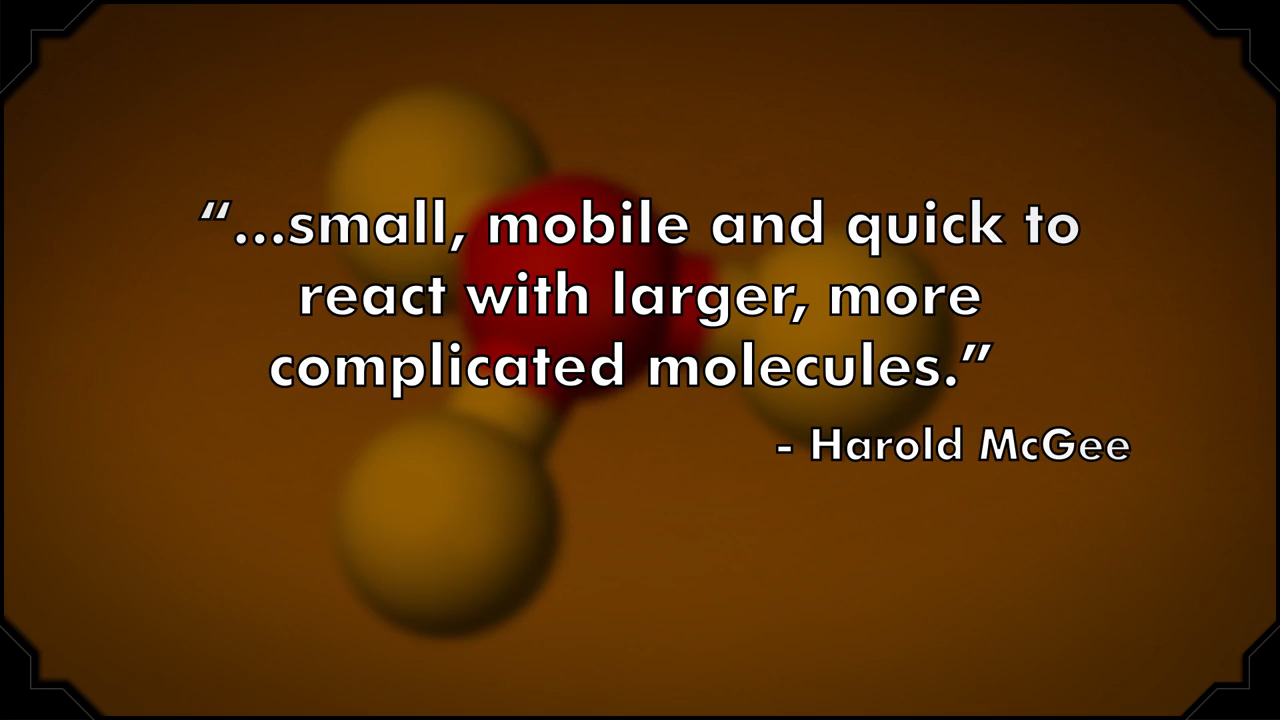 “...small, mobile and quick to
react with larger, more
complicated molecules.”
- Harold McGee